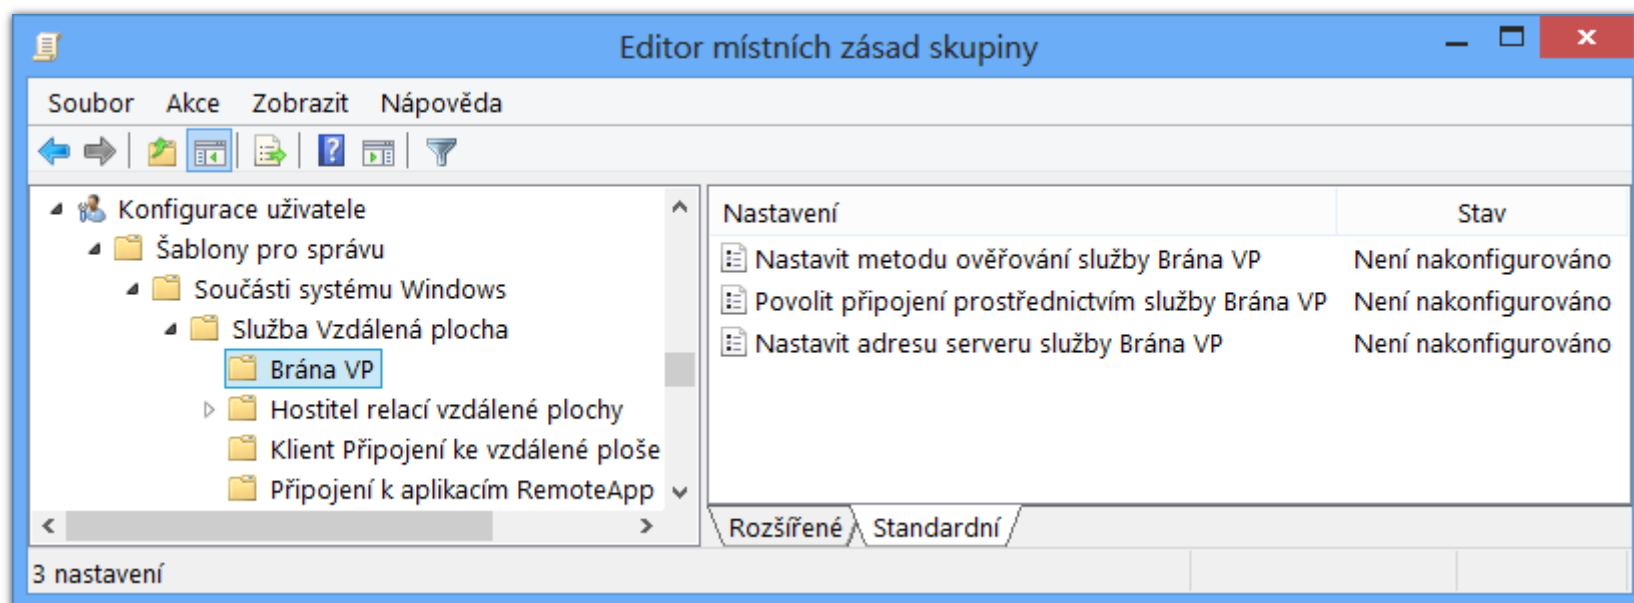 Editor místních zásad skupiny
Soubor Akce Zobrazit Nápověda
Konfigurace uživatele
Šablony pro správu
Součásti systému Windows
Služba Vzdálená plocha
Brána VP
Hostitel relací vzdálené plochy
Klient Připojení ke vzdálené ploše
Připojení k aplikacím RemoteApp
Nastavení Stav
Nastavit metodu ověřování služby Brána VP Není nakonfigurováno
Povolit připojení prostřednictvím služby Brána VP Není nakonfigurováno
Nastavit adresu serveru služby Brána VP Není nakonfigurováno
Rozšířené Standardní
3 nastavení